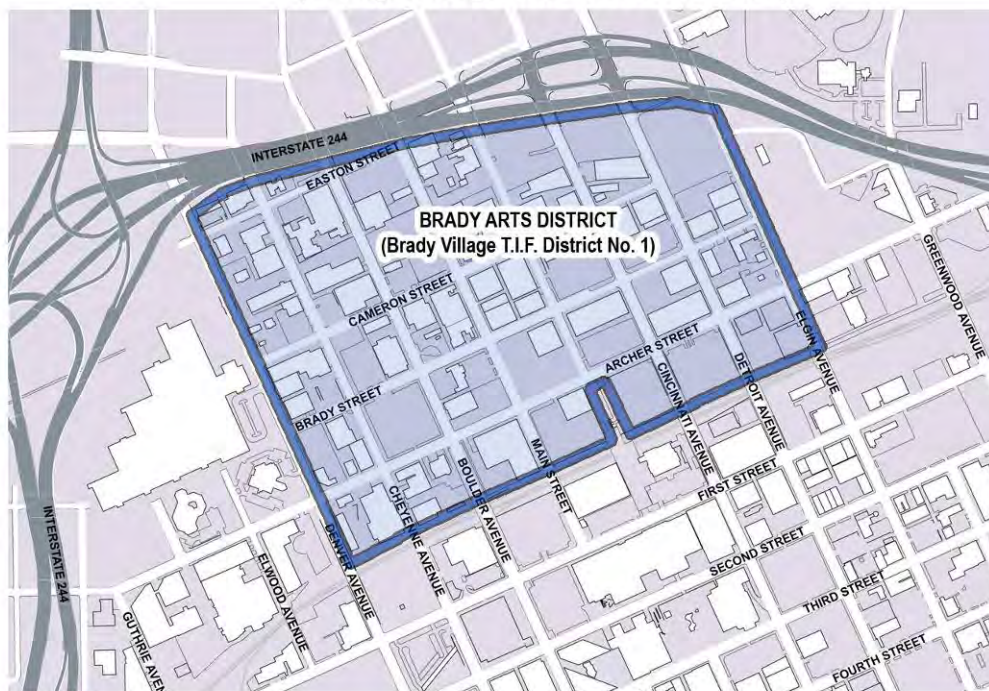 INTERSTATE 244
EASTON STREET
BRADY ARTS DISTRICT
(Brady Village T.I.F. District No. 1)
GREENWOOD AVENUE
CAMERON STREET
ELGIN AVENUE
ARCHER STREET
DETROIT AVENUE
CINCINNATI AVENUE
BRADY STREET
MAIN STREET
BOULDER AVENUE
CHEYENNE AVENUE
FIRST STREET
INTERSTATE 244
DENVER AVENUE
ELWOOD AVENUE
SECOND STREET
THIRD STREET
GUTHRIE AVEN
FOURTH STREET